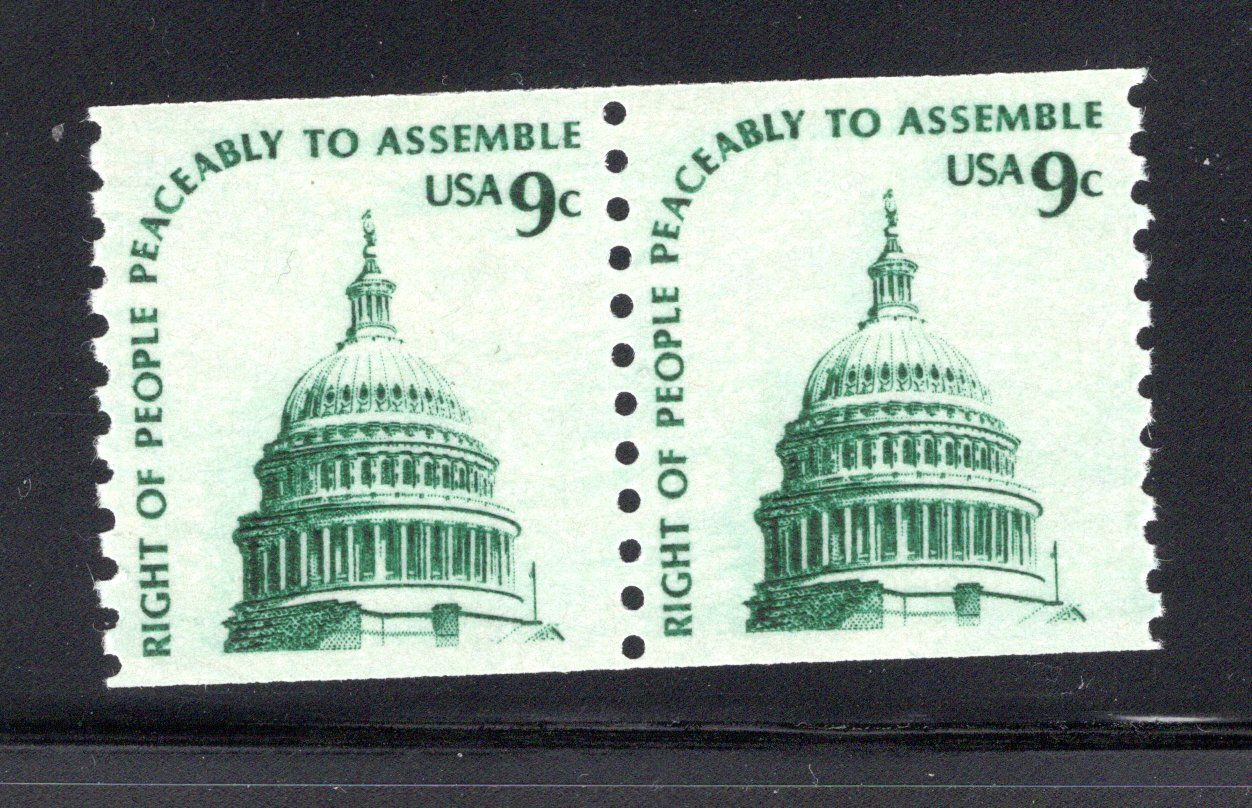 RIGHT OF PEOPLE PEACEABLY TO ASSEMBLE
USA 9c
RIGHT OF PEOPLE PEACEABLY TO ASSEMBLE
USA 9c